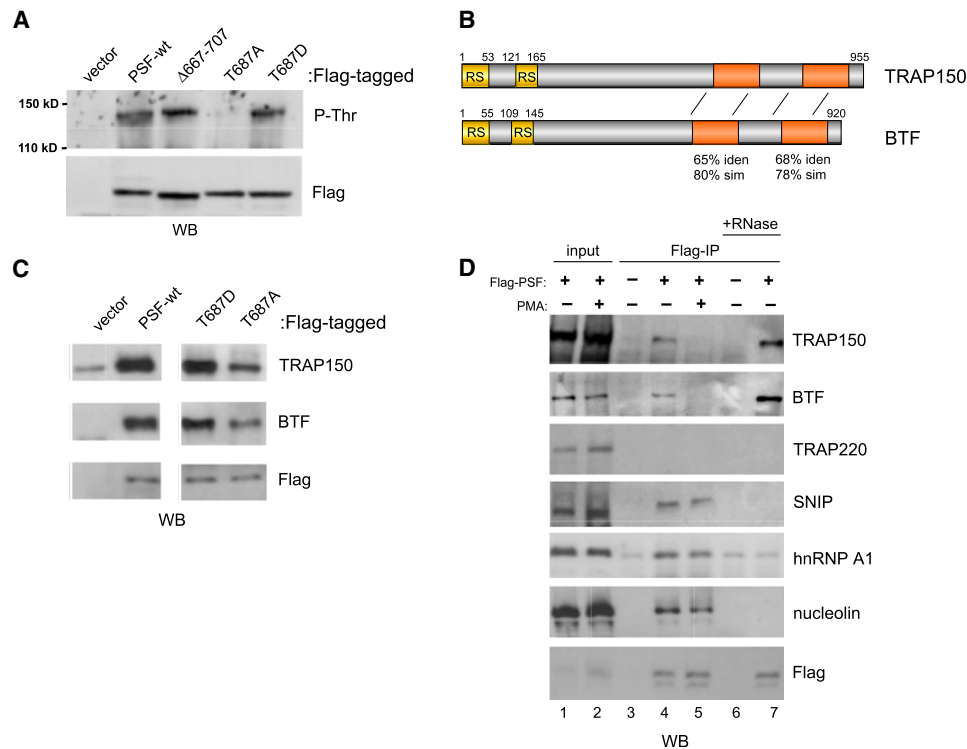 A
vector
PSF-wt
Δ667-707
T687A
T687D
:Flag-tagged
150 kD
P-Thr
110 kD
Flag
WB
B
1 53 121 165 955
RS RS
TRAP150
1 55 109 145 920
RS RS
BTF
65% iden 68% iden
80% sim 78% sim
C
vector
PSF-wt
T687D
T687A
:Flag-tagged
TRAP150
BTF
Flag
WB
D
+RNase
input Flag-IP
Flag-PSF: + + − + + − +
PMA: − + − − + − −
TRAP150
BTF
TRAP220
SNIP
hnRNP A1
nucleolin
Flag
1 2 3 4 5 6 7
WB